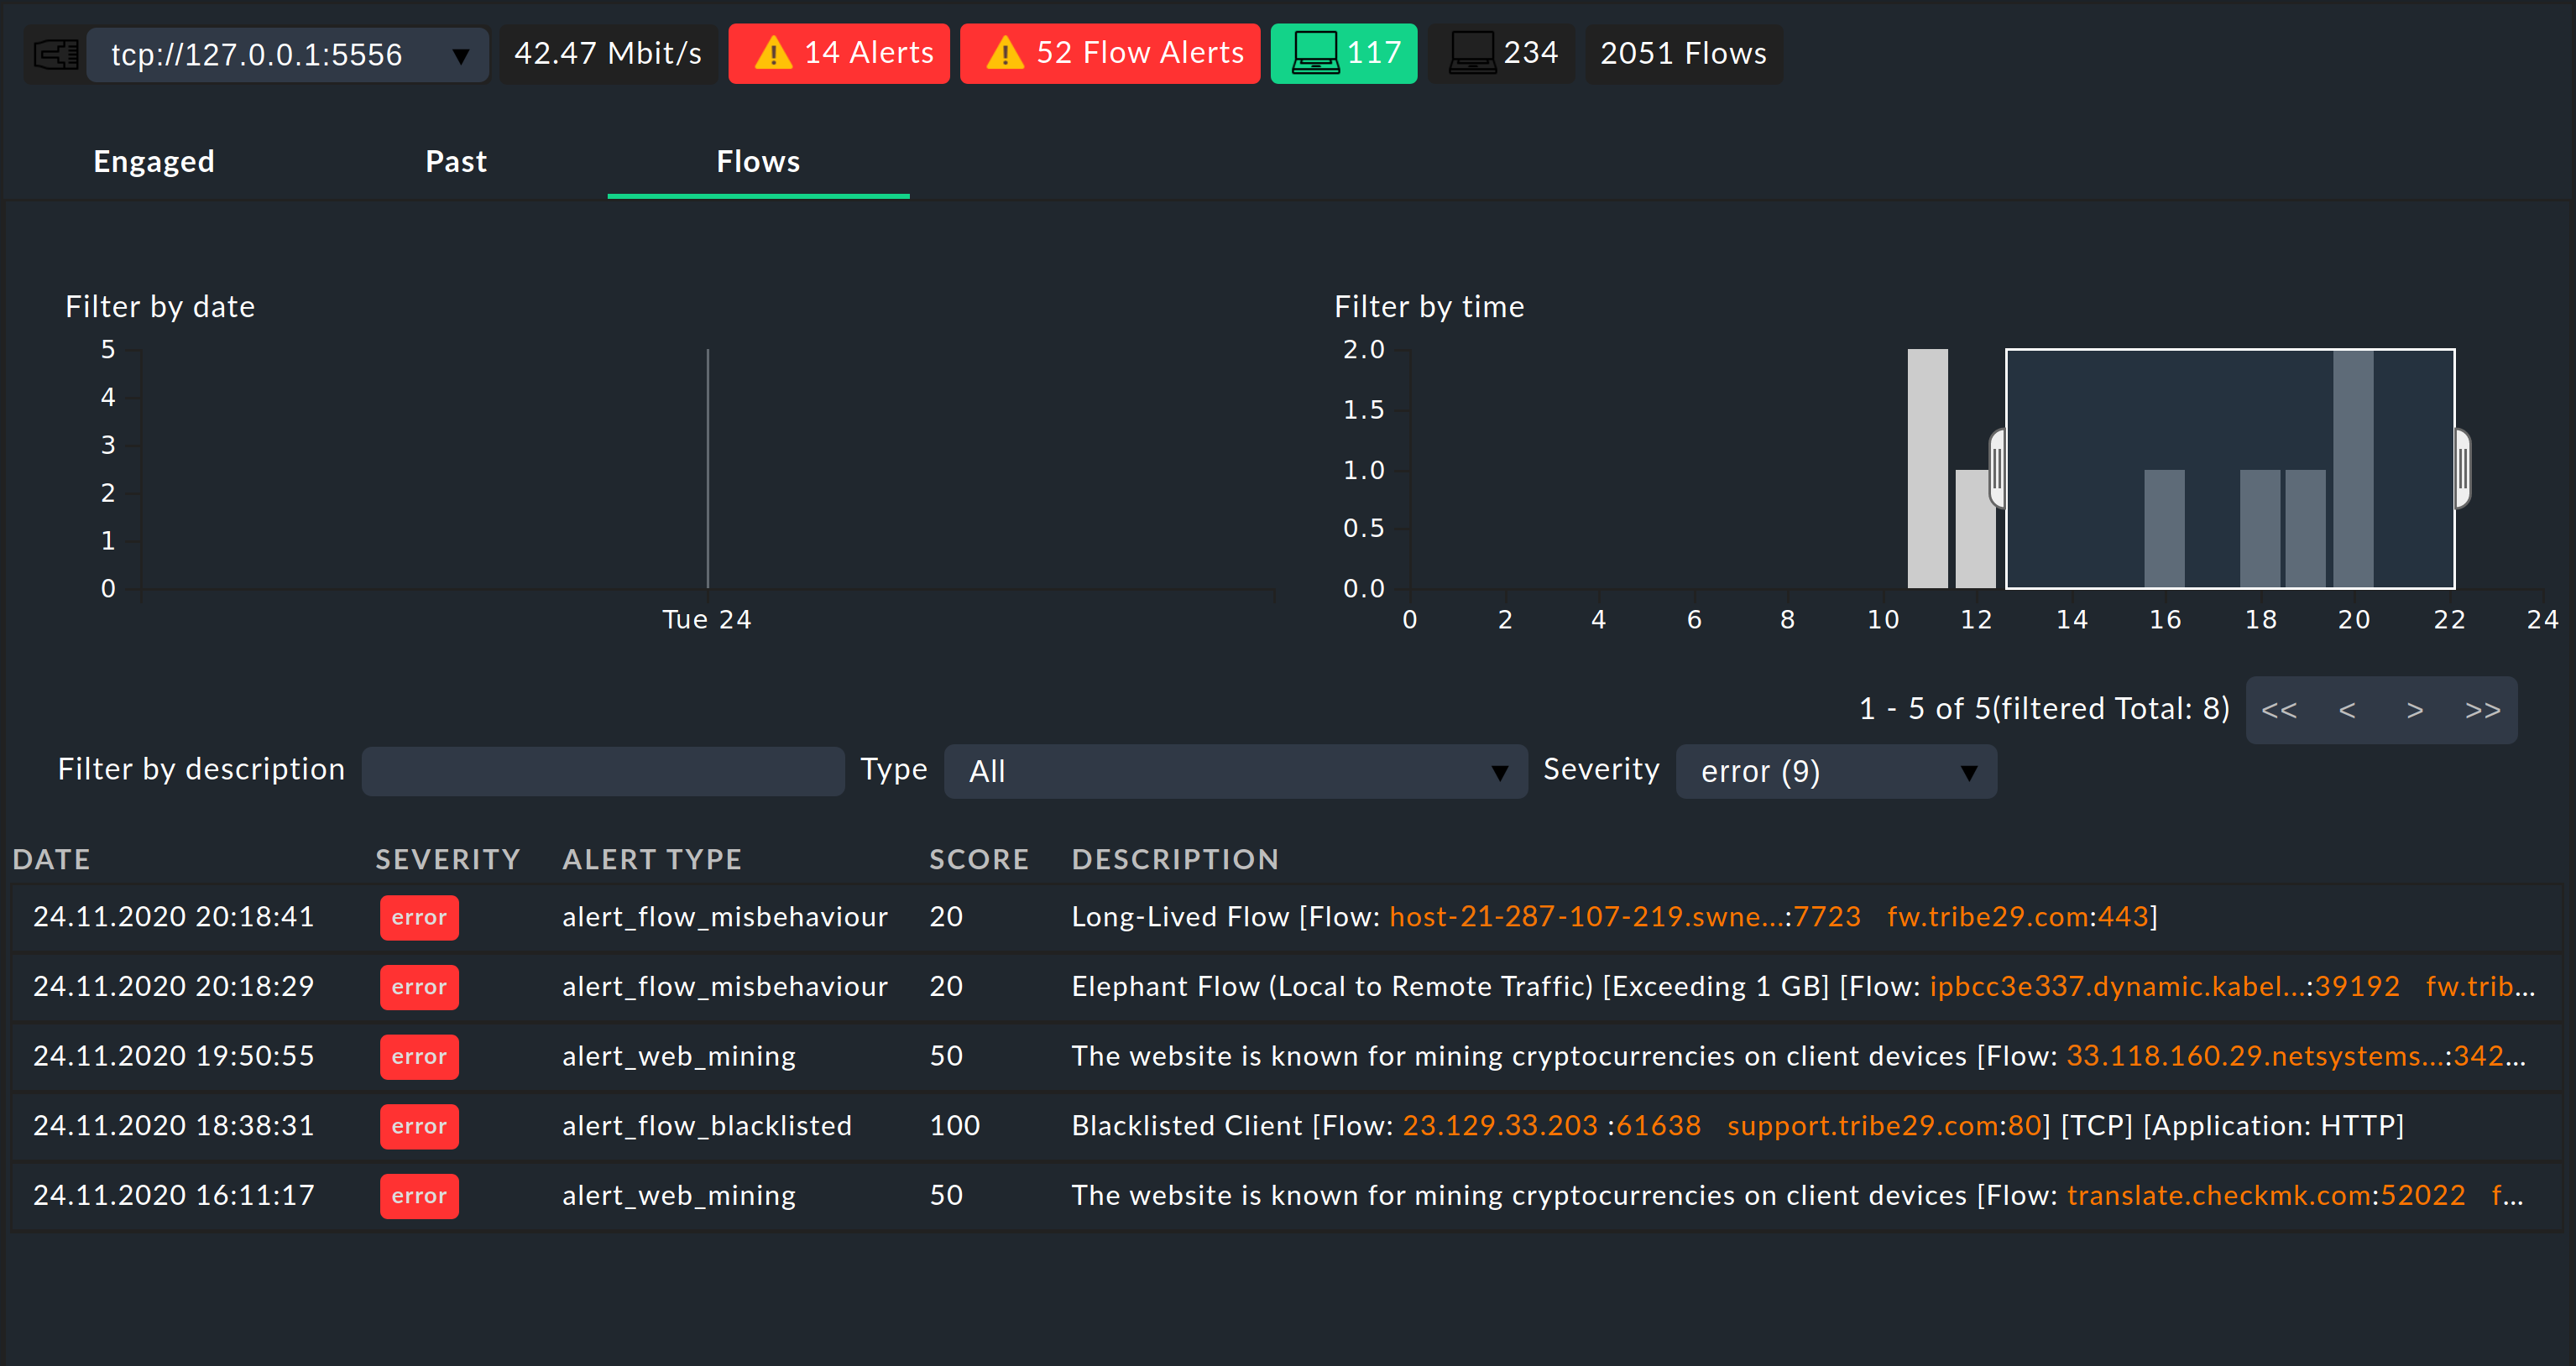 tcp://127.0.0.1:5556 ▼ 42.47 Mbit/s 14 Alerts 52 Flow Alerts 117 234 2051 Flows
Engaged Past Flows
Filter by date
5
4
3
2
1
0
Tue 24
Filter by time
2.0
1.5
1.0
0.5
0.0
0 2 4 6 8 10 12 14 16 18 20 22 24
1 - 5 of 5(filtered Total: 8) << < > >>
Filter by description Type All ▼ Severity error (9) ▼
DATE SEVERITY ALERT TYPE SCORE DESCRIPTION
24.11.2020 20:18:41 error alert_flow_misbehaviour 20 Long-Lived Flow [Flow: host-21-287-107-219.swne...:7723 fw.tribe29.com:443]
24.11.2020 20:18:29 error alert_flow_misbehaviour 20 Elephant Flow (Local to Remote Traffic) [Exceeding 1 GB] [Flow: ipbcc3e337.dynamic.kabel...:39192 fw.trib...
24.11.2020 19:50:55 error alert_web_mining 50 The website is known for mining cryptocurrencies on client devices [Flow: 33.118.160.29.netsystems...:342...
24.11.2020 18:38:31 error alert_flow_blacklisted 100 Blacklisted Client [Flow: 23.129.33.203 :61638 support.tribe29.com:80] [TCP] [Application: HTTP]
24.11.2020 16:11:17 error alert_web_mining 50 The website is known for mining cryptocurrencies on client devices [Flow: translate.checkmk.com:52022 f...